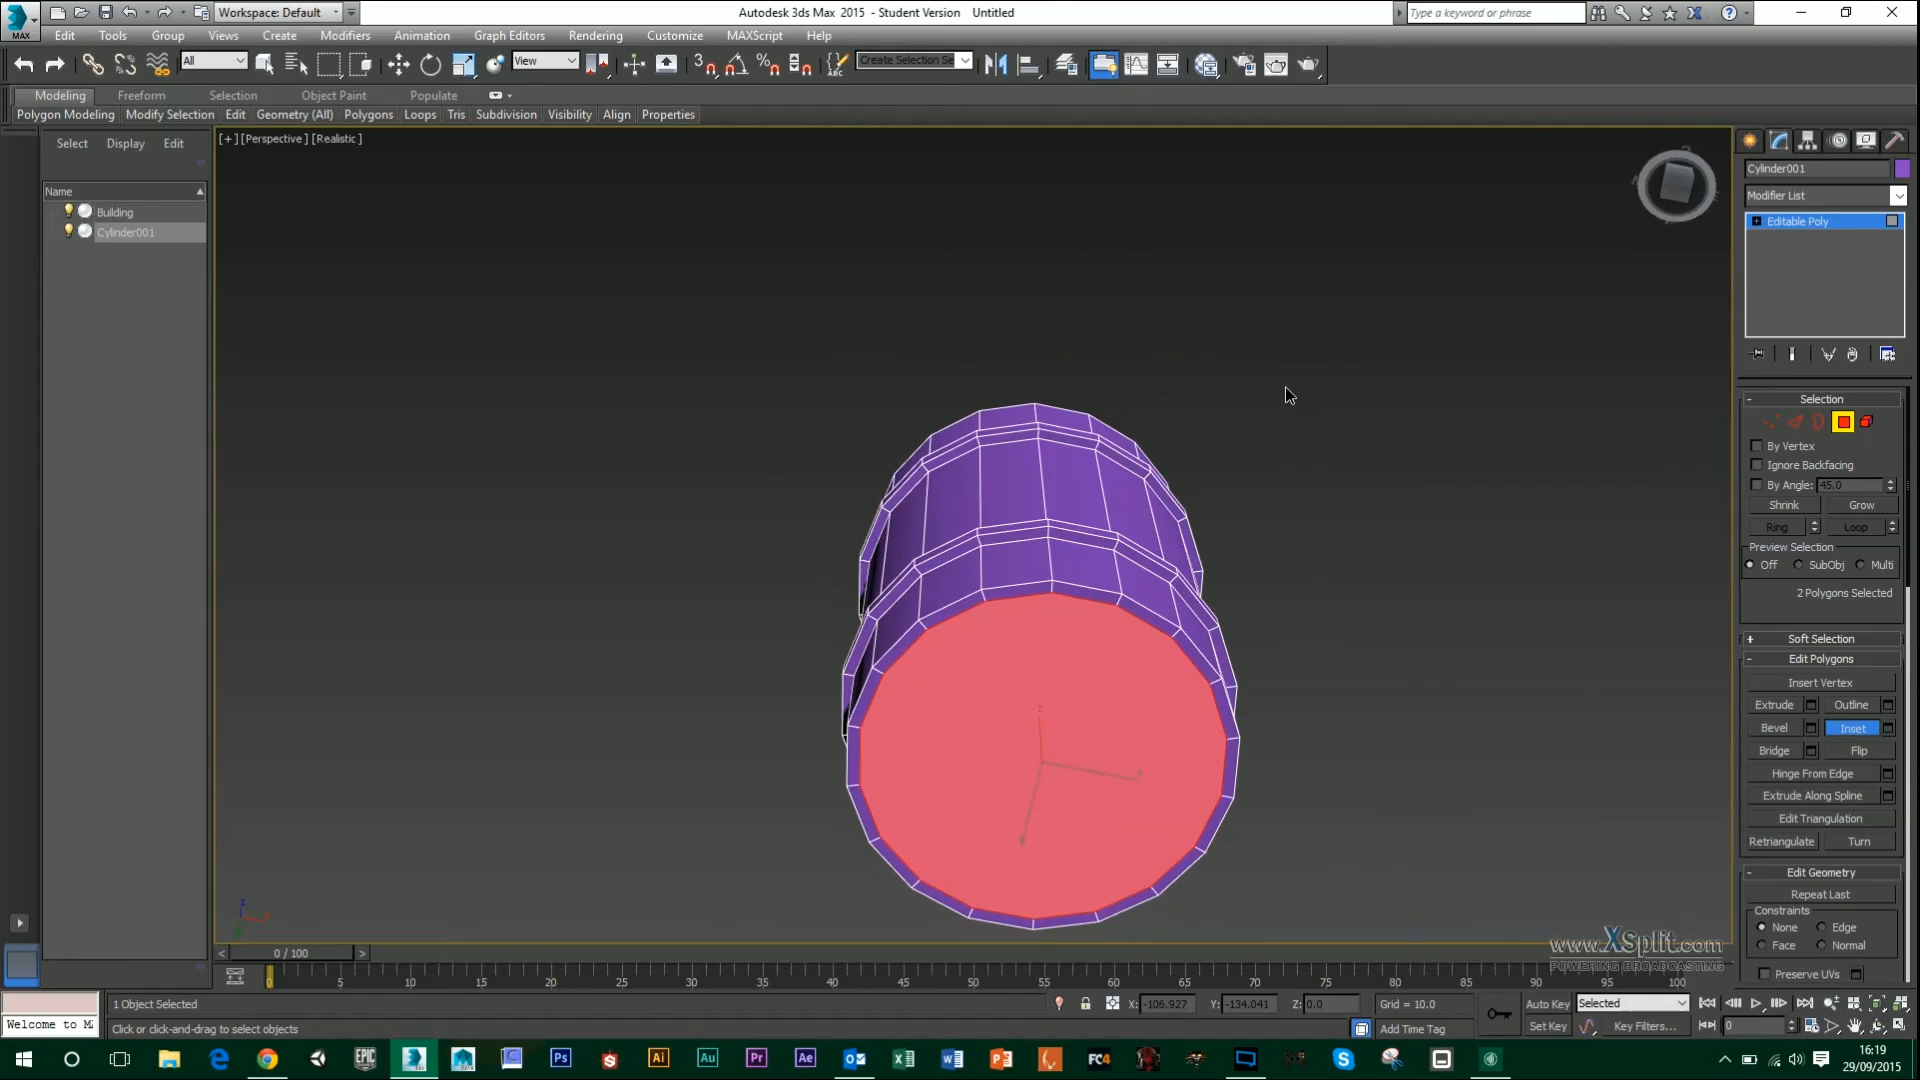 MAX
Workspace: Default
Autodesk 3ds Max 2015 - Student Version Untitled
Type a keyword or phrase
Edit Tools Group Views Create Modifiers Animation Graph Editors Rendering Customize MAXScript Help
All View Create Selection Se
Modeling Freeform Selection Object Paint Populate
Polygon Modeling Modify Selection Edit Geometry (All) Polygons Loops Tris Subdivision Visibility Align Properties
Select Display Edit
[+] [Perspective] [Realistic]
Name
Building
Cylinder001
Cylinder001
Modifier List
Editable Poly
Selection
By Vertex
Ignore Backfacing
By Angle: 45.0
Shrink Grow
Ring Loop
Preview Selection
Off SubObj Multi
2 Polygons Selected
Soft Selection
Edit Polygons
Insert Vertex
Extrude Outline
Bevel Inset
Bridge Flip
Hinge From Edge
Extrude Along Spline
Edit Triangulation
Retriangulate Turn
Edit Geometry
Repeat Last
Constraints
None Edge
Face Normal
Preserve UVs
www.XSplit.com
POWERING BROADCASTING
0 / 100
0 5 10 15 20 25 30 35 40 45 50 55 60 65 70 75 80 85 90 95 100
1 Object Selected X: -106.927 Y: -134.041 Z: 0.0 Grid = 10.0 Auto Key Selected
Welcome to M
Click or click-and-drag to select objects Add Time Tag Set Key Key Filters... 0
EPIC Ps Ai Au Pr Ae FC4
16:19
29/09/2015